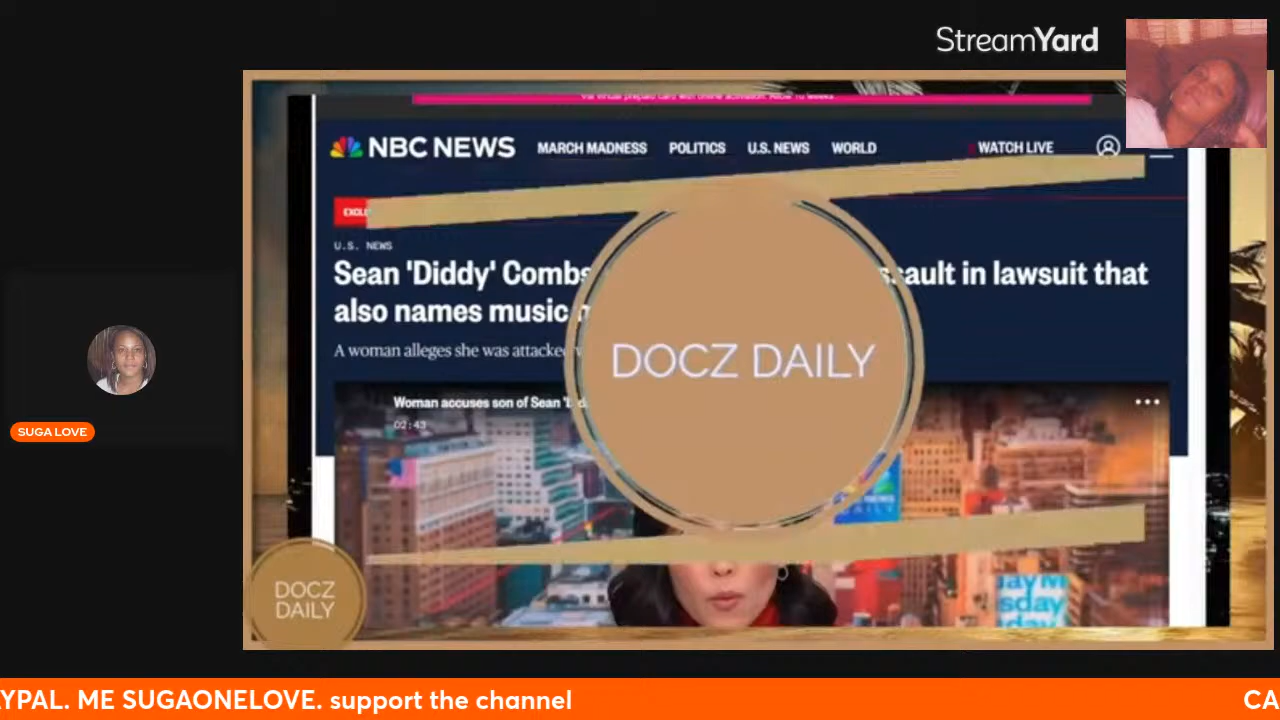 StreamYard
NBC NEWS MARCH MADNESS POLITICS U.S. NEWS WORLD WATCH LIVE
U.S. NEWS
Sean 'Diddy' Combs sault in lawsuit that
also names music
A woman alleges she was attacked
DOCZ DAILY
Woman accuses son of Sean
02:43
SUGA LOVE
DOCZ
DAILY
YPAL. ME SUGAONELOVE. support the channel CA